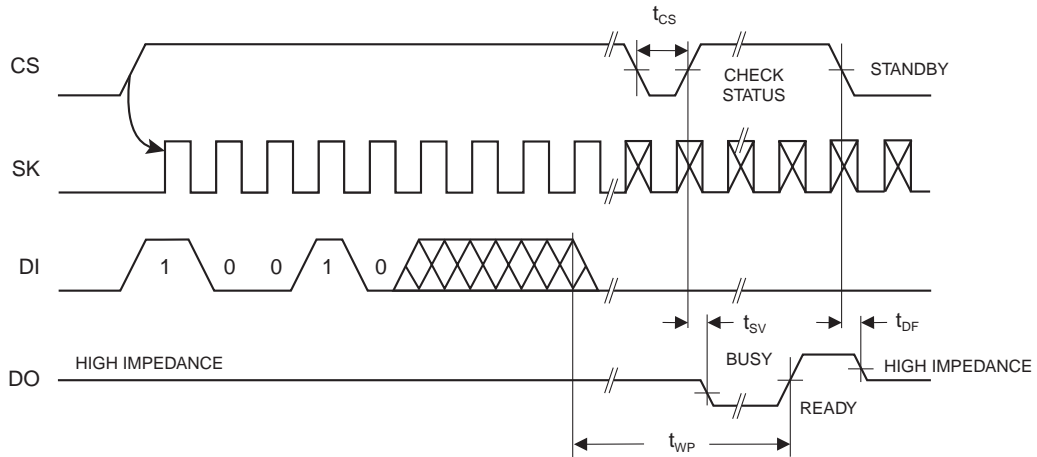 tCS
CS
CHECK
STATUS
STANDBY
SK
DI
1 0 0 1 0
tSV
tDF
DO
HIGH IMPEDANCE
BUSY
HIGH IMPEDANCE
READY
tWP